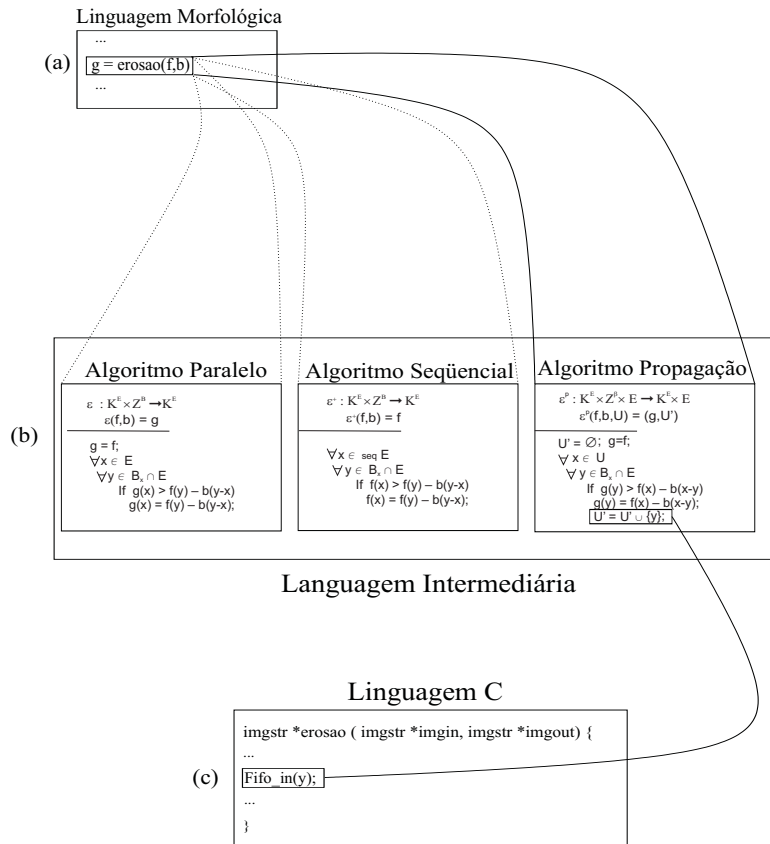 Linguagem Morfológica
...
(a)
g = erosao(f,b)
...
Algoritmo Paralelo
ε : K^E × Z^B → K^E
ε(f,b) = g
g = f;
∀x ∈ E
∀y ∈ B_x ∩ E
If g(x) > f(y) – b(y-x)
g(x) = f(y) – b(y-x);
Algoritmo Seqüencial
ε^+ : K^E × Z^B → K^E
ε^+(f,b) = f
∀x ∈ seq E
∀y ∈ B_x ∩ E
If f(x) > f(y) – b(y-x)
f(x) = f(y) – b(y-x);
Algoritmo Propagação
ε^p : K^E × Z^β × E → K^E × E
ε^p(f,b,U) = (g,U')
U' = ∅; g=f;
∀ x ∈ U
∀ y ∈ B_x ∩ E
If g(y) > f(x) – b(x-y)
g(y) = f(x) – b(x-y);
U' = U' ∪ {y};
(b)
Languagem Intermediária
Linguagem C
imgstr *erosao ( imgstr *imgin, imgstr *imgout) {
...
(c)
Fifo_in(y);
...
}